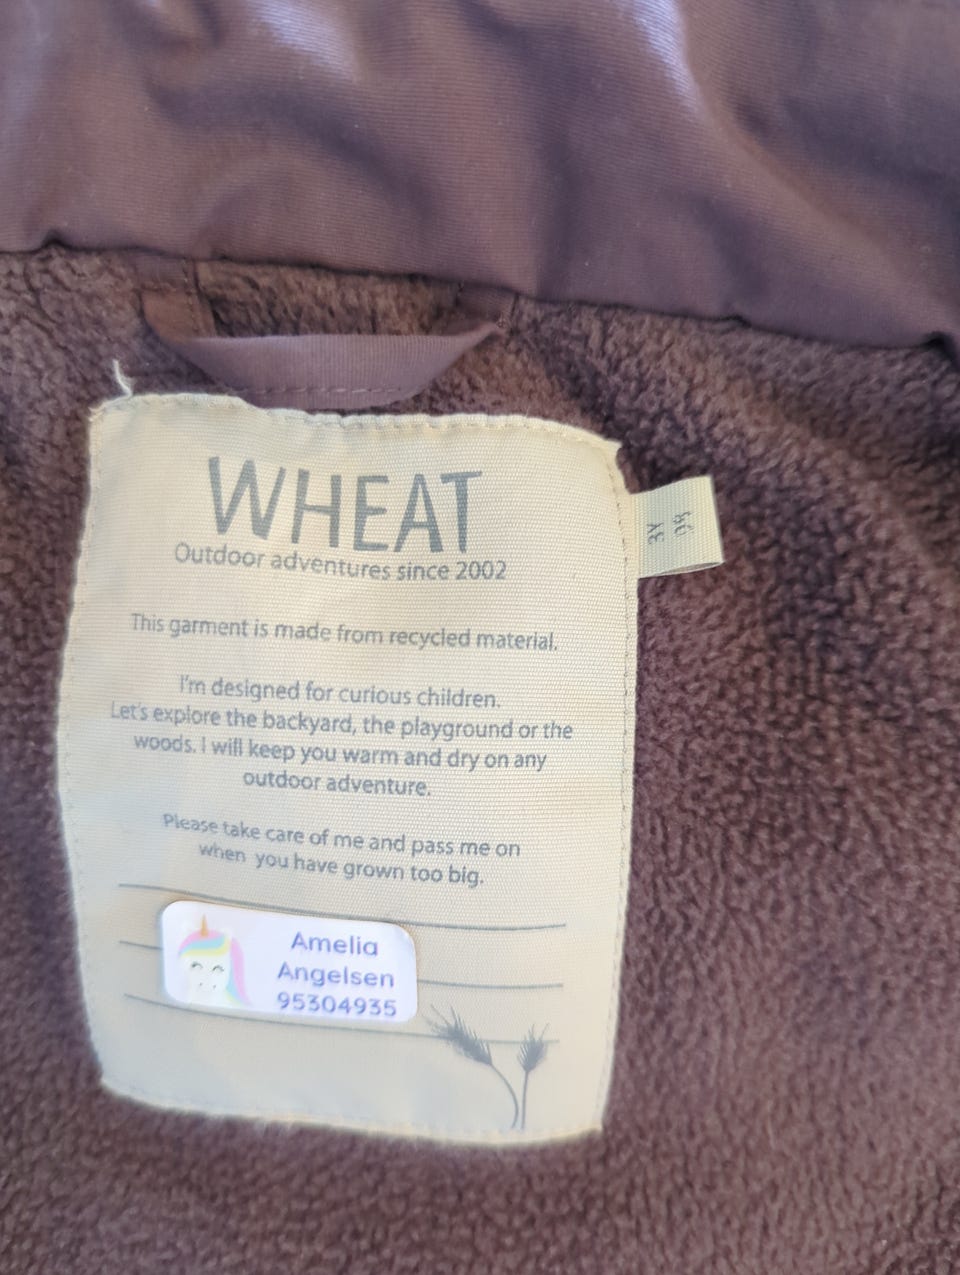 WHEAT
Outdoor adventures since 2002
3Y
98
This garment is made from recycled material.
I'm designed for curious children.
Let's explore the backyard, the playground or the
woods. I will keep you warm and dry on any
outdoor adventure.
Please take care of me and pass me on
when you have grown too big.
Amelia
Angelsen
95304935